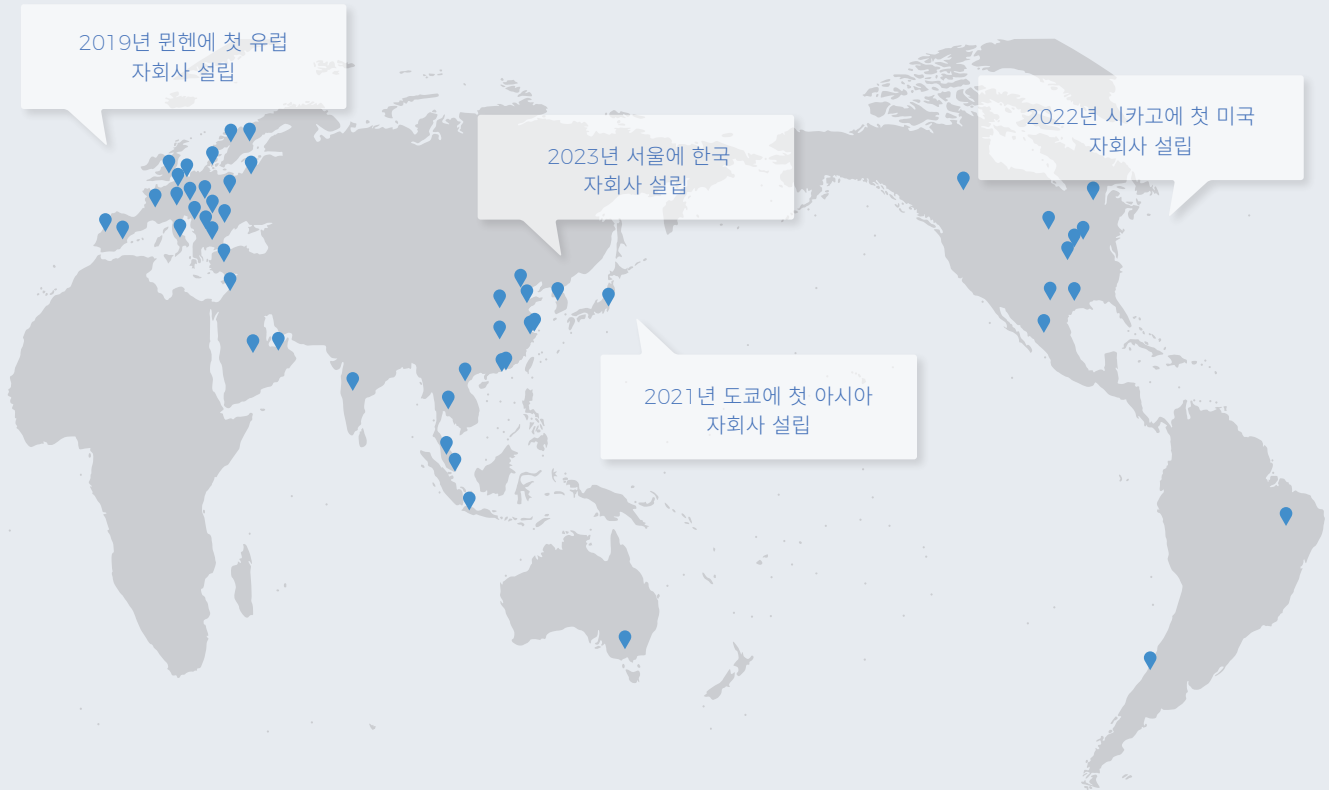 2019년 뮌헨에 첫 유럽
자회사 설립
2022년 시카고에 첫 미국
자회사 설립
2023년 서울에 한국
자회사 설립
2021년 도쿄에 첫 아시아
자회사 설립